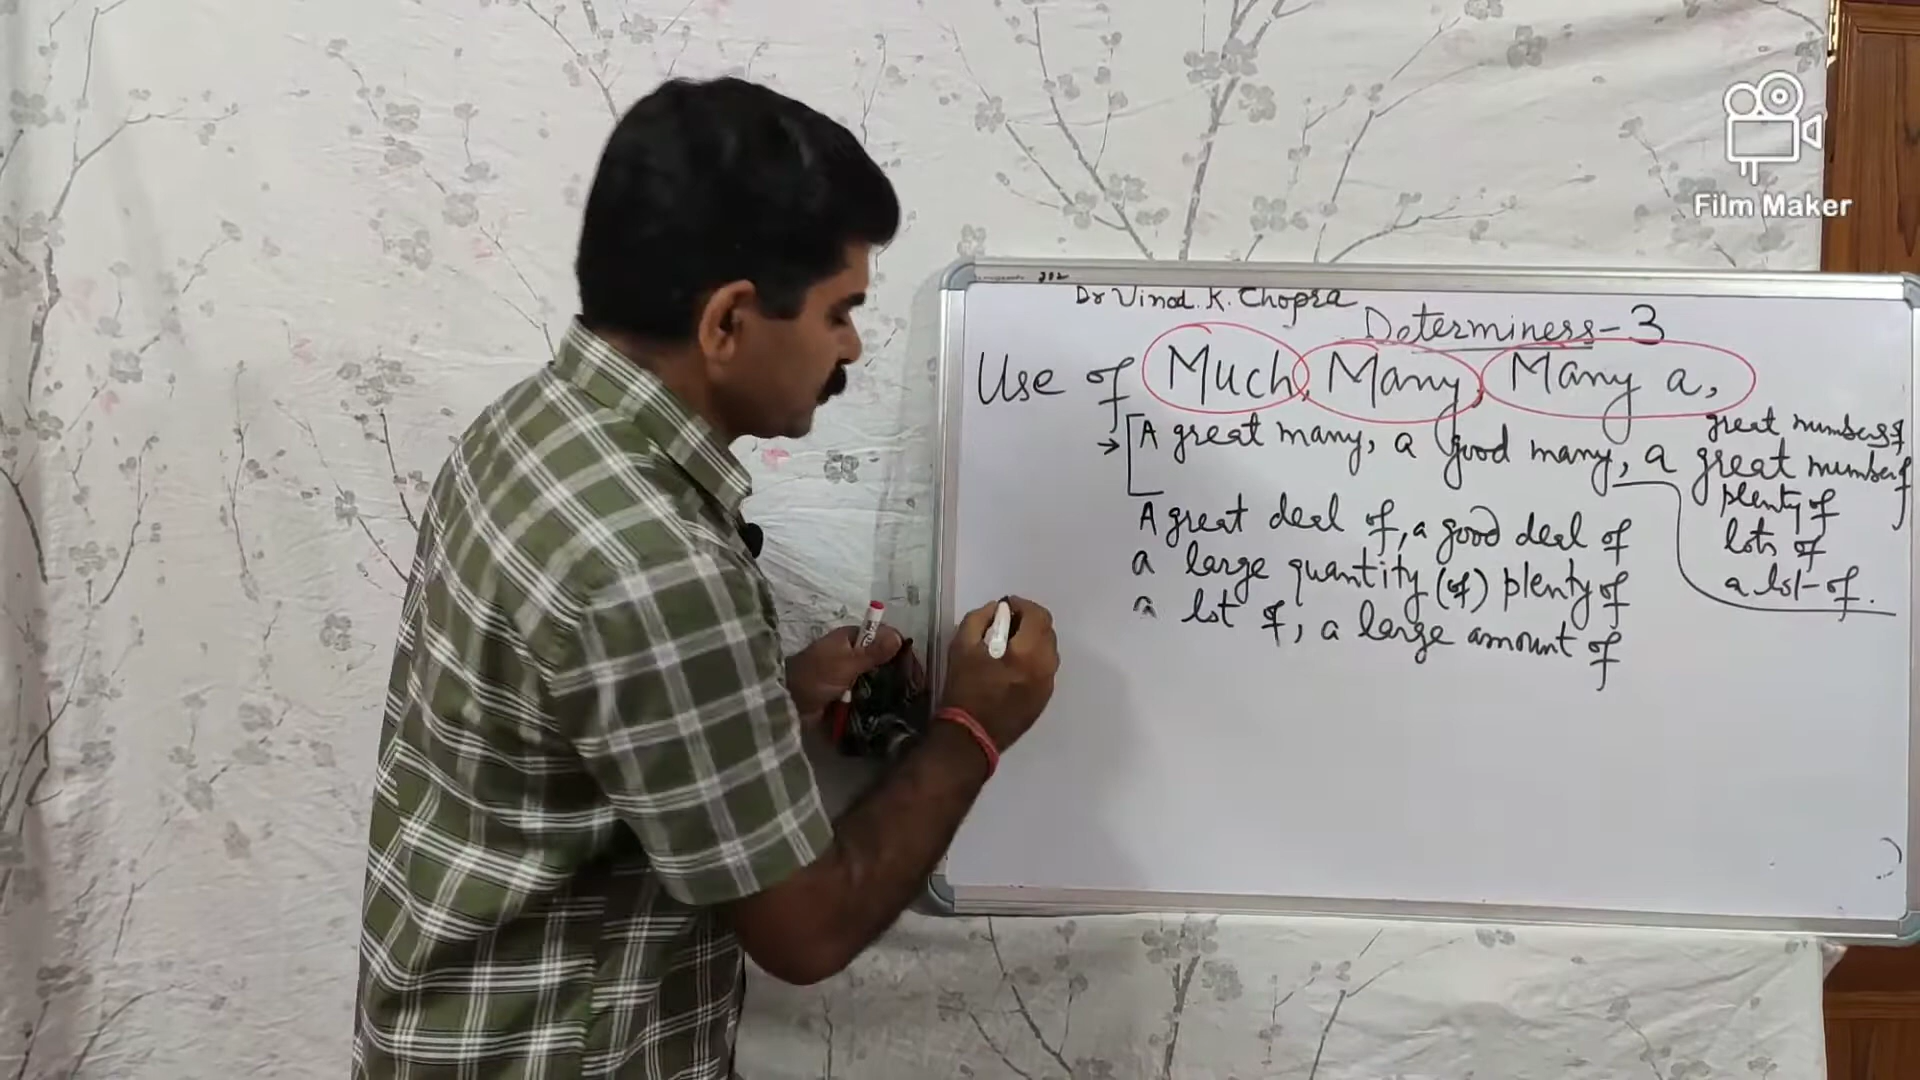 Film Maker
Dr Vinod. K. Chopra
Determiners-3
Use of Much, Many, Many a,
great numbers of
→ [A great many, a good many, a great number of
plenty of
lots of
a lot-of.
A great deal of, a good deal of
a large quantity (of) plenty of
a lot of, a large amount of